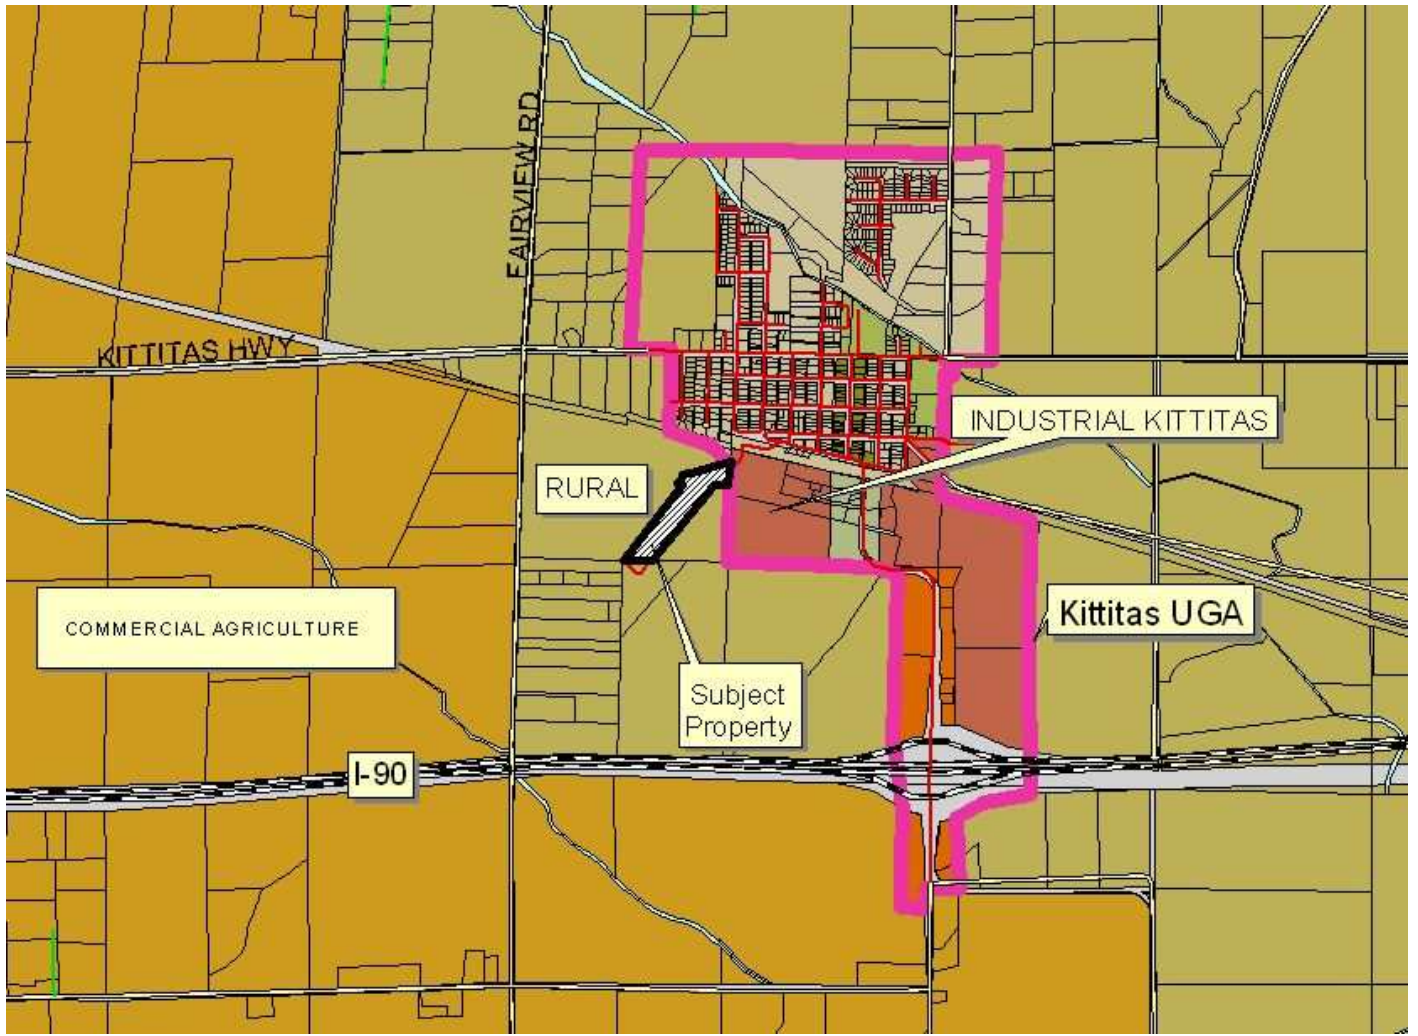 FAIRVIEW RD
KITTITAS HWY
INDUSTRIAL KITTITAS
RURAL
Kittitas UGA
COMMERCIAL AGRICULTURE
Subject
Property
I-90